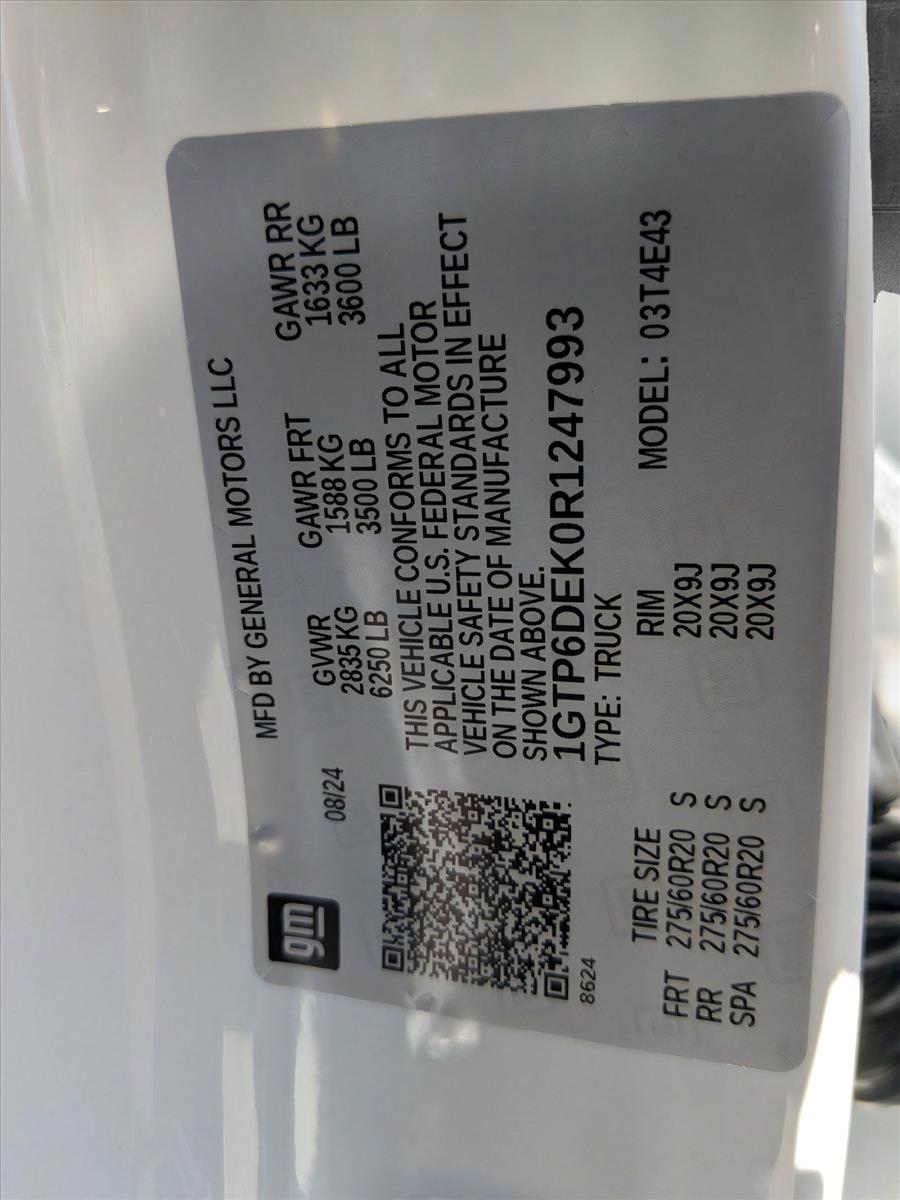 gm
08/24
MFD BY GENERAL MOTORS LLC
GVWR GAWR FRT GAWR RR
2835 KG 1588 KG 1633 KG
6250 LB 3500 LB 3600 LB
THIS VEHICLE CONFORMS TO ALL
APPLICABLE U.S. FEDERAL MOTOR
VEHICLE SAFETY STANDARDS IN EFFECT
ON THE DATE OF MANUFACTURE
SHOWN ABOVE.
1GTP6DEK0R1247993
8624
TYPE: TRUCK MODEL: 03T4E43
TIRE SIZE RIM
FRT 275/60R20 S 20X9J
RR 275/60R20 S 20X9J
SPA 275/60R20 S 20X9J